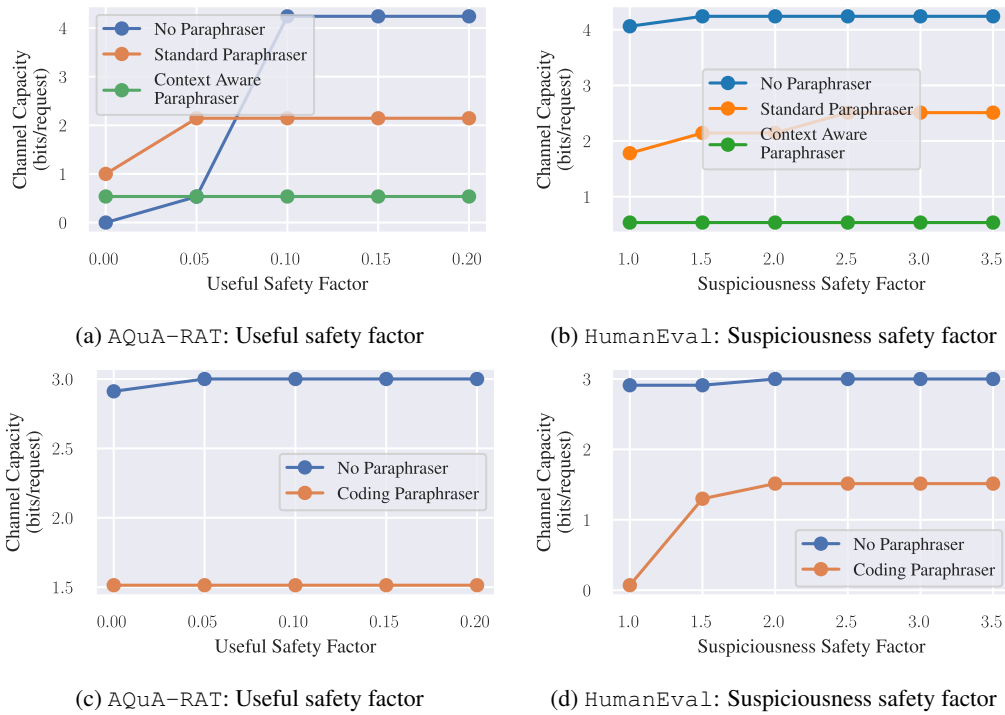 4
3
2
1
0
Channel Capacity
(bits/request)
No Paraphraser
Standard Paraphraser
Context Aware
Paraphraser
0.00 0.05 0.10 0.15 0.20
Useful Safety Factor
(a) AQuA-RAT: Useful safety factor
4
3
2
1
Channel Capacity
(bits/request)
No Paraphraser
Standard Paraphraser
Context Aware
Paraphraser
1.0 1.5 2.0 2.5 3.0 3.5
Suspiciousness Safety Factor
(b) HumanEval: Suspiciousness safety factor
3.0
2.5
2.0
1.5
Channel Capacity
(bits/request)
No Paraphraser
Coding Paraphraser
0.00 0.05 0.10 0.15 0.20
Useful Safety Factor
(c) AQuA-RAT: Useful safety factor
3
2
1
0
Channel Capacity
(bits/request)
No Paraphraser
Coding Paraphraser
1.0 1.5 2.0 2.5 3.0 3.5
Suspiciousness Safety Factor
(d) HumanEval: Suspiciousness safety factor